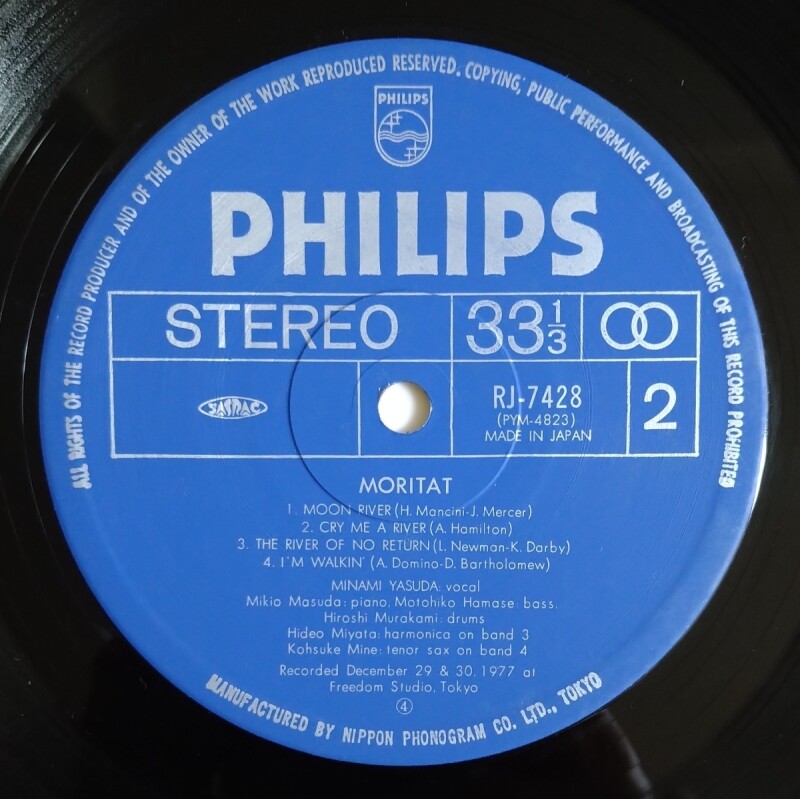 ALL RIGHTS OF THE RECORD PRODUCER AND OF THE OWNER OF THE WORK REPRODUCED RESERVED. COPYING, PUBLIC PERFORMANCE AND BROADCASTING OF THIS RECORD PROHIBITED
PHILIPS
PHILIPS
STEREO 33 1/3
JASRAC RJ-7428 2
(PYM-4823)
MADE IN JAPAN
MORITAT
1. MOON RIVER (H. Mancini-J. Mercer)
2. CRY ME A RIVER (A. Hamilton)
3. THE RIVER OF NO RETURN (L. Newman-K. Darby)
4. I'M WALKIN' (A. Domino-D. Bartholomew)
MINAMI YASUDA: vocal
Mikio Masuda: piano, Motohiko Hamase: bass,
Hiroshi Murakami: drums
Hideo Miyata: harmonica on band 3
Kohsuke Mine: tenor sax on band 4
Recorded December 29 & 30, 1977 at
Freedom Studio, Tokyo
④
MANUFACTURED BY NIPPON PHONOGRAM CO. LTD., TOKYO